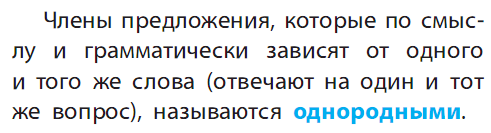 Члены предложения, которые по смыс-
лу и грамматически зависят от одного
и того же слова (отвечают на один и тот
же вопрос), называются однородными.